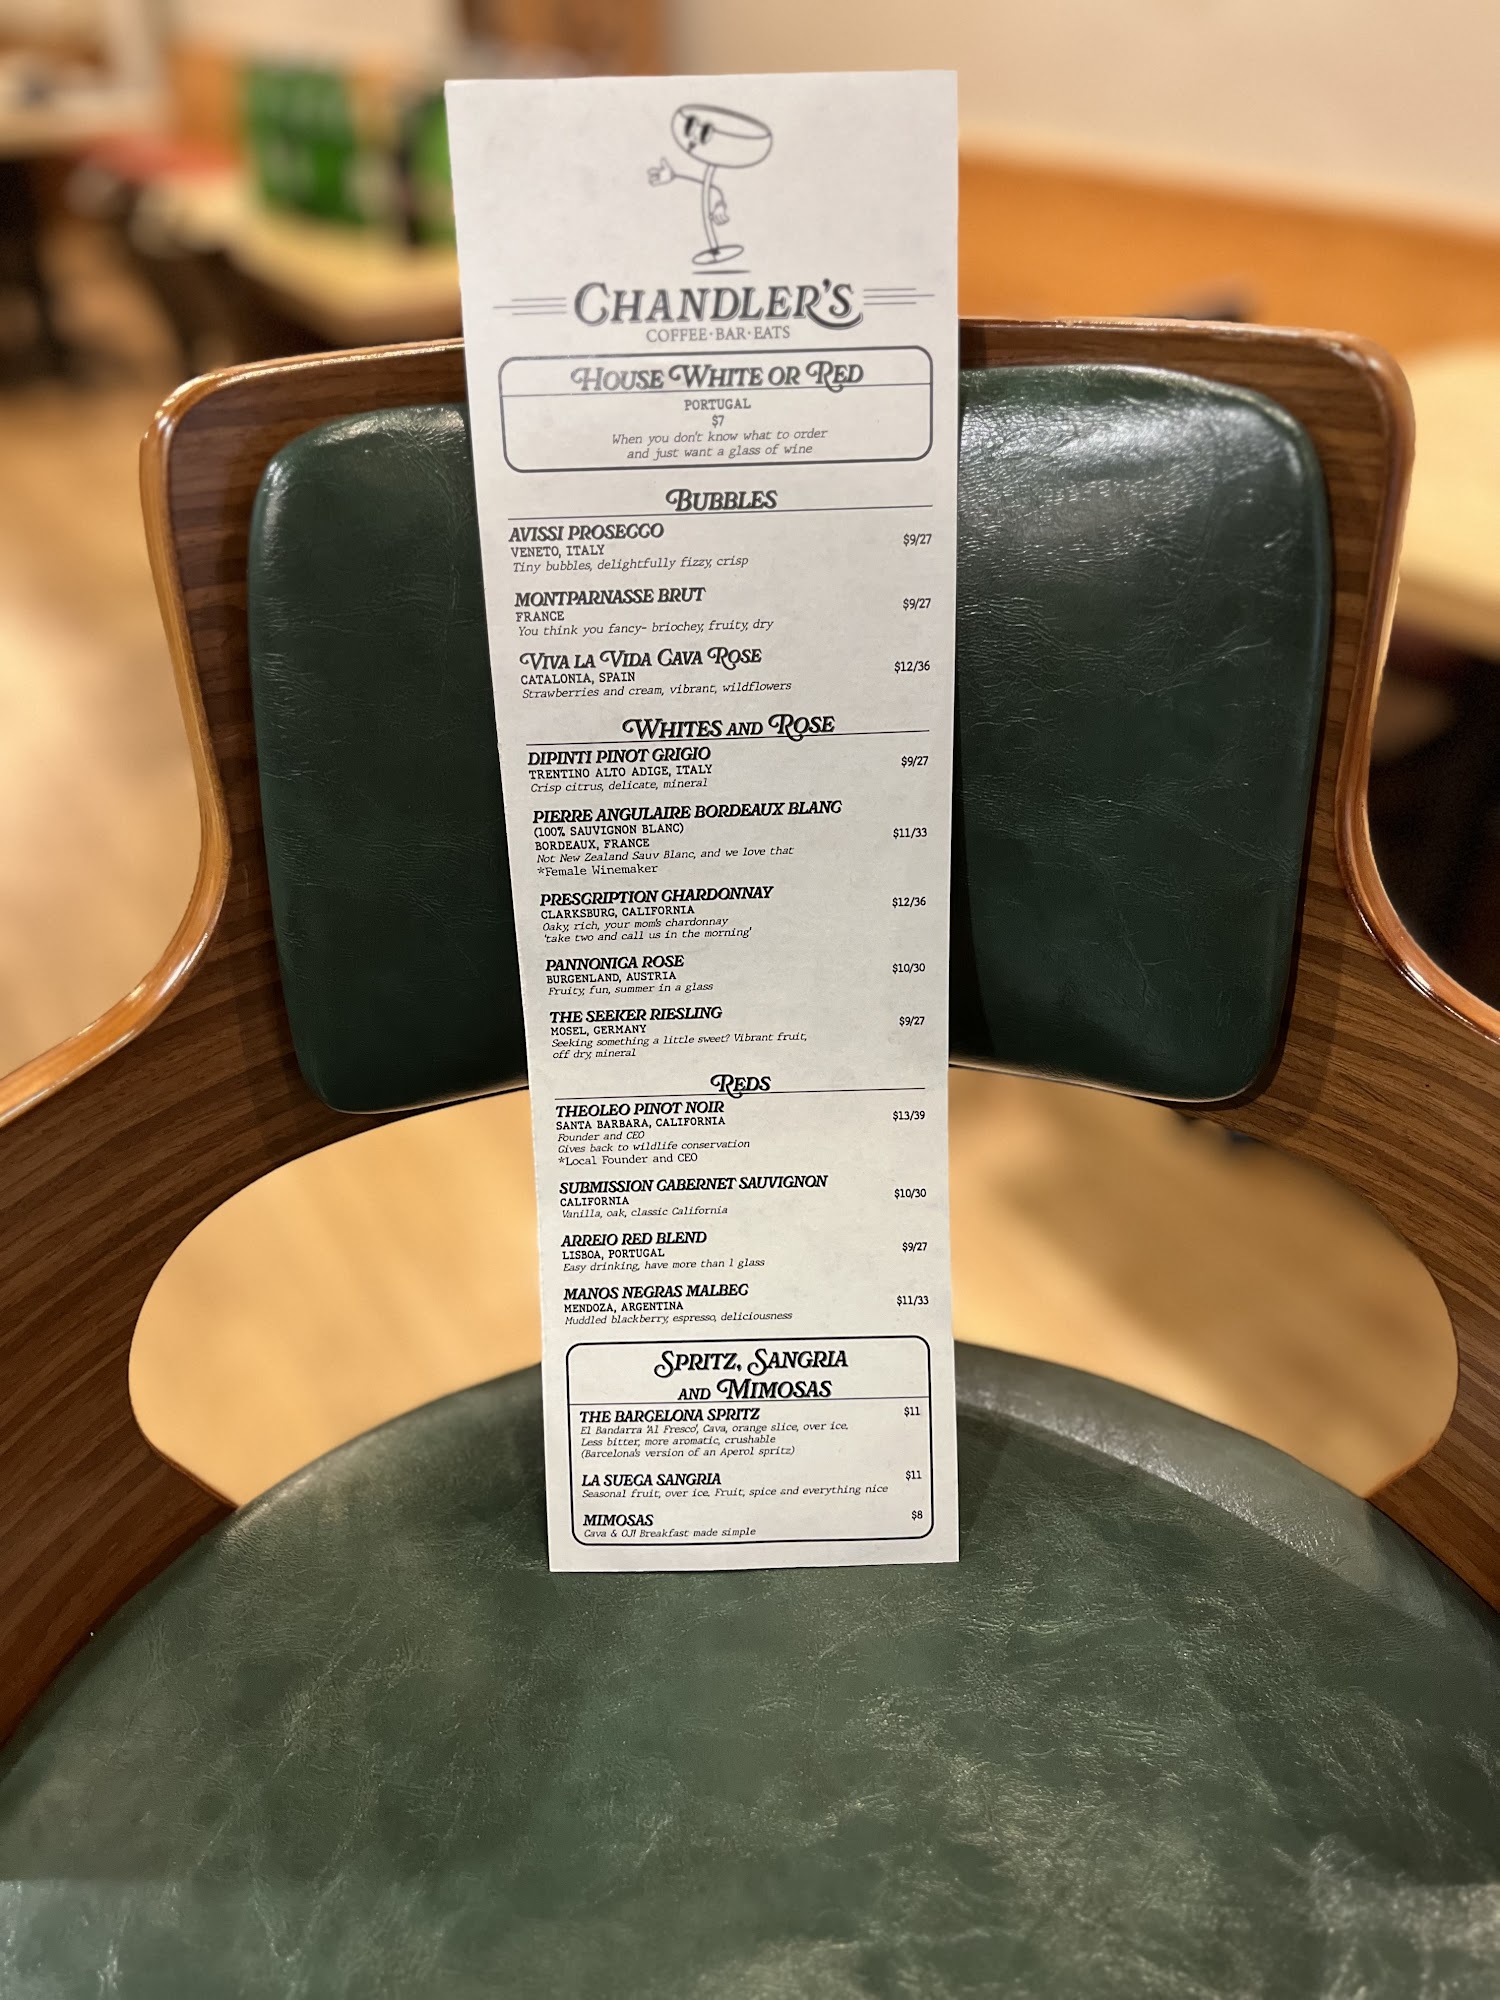 CHANDLER'S
COFFEE·BAR·EATS
HOUSE WHITE OR RED
PORTUGAL
$7
When you don't know what to order
and just want a glass of wine
BUBBLES
AVISSI PROSECCO
VENETO, ITALY
$9/27
Tiny bubbles, delightfully fizzy, crisp
MONTPARNASSE BRUT
FRANCE
$9/27
You think you fancy- briochey, fruity, dry
VIVA LA VIDA CAVA ROSE
CATALONIA, SPAIN
$12/36
Strawberries and cream, vibrant, wildflowers
WHITES AND ROSE
DIPINTI PINOT GRIGIO
TRENTINO ALTO ADIGE, ITALY
$9/27
Crisp citrus, delicate, mineral
PIERRE ANGULAIRE BORDEAUX BLANC
(100% SAUVIGNON BLANC)
$11/33
BORDEAUX, FRANCE
Not New Zealand Sauv Blanc, and we love that
*Female Winemaker
PRESCRIPTION CHARDONNAY
CLARKSBURG, CALIFORNIA
$12/36
Oaky, rich, your mom's chardonnay
'take two and call us in the morning'
PANNONICA ROSE
BURGENLAND, AUSTRIA
$10/30
Fruity, fun, summer in a glass
THE SEEKER RIESLING
MOSEL, GERMANY
$9/27
Seeking something a little sweet? Vibrant fruit,
off dry, mineral
REDS
THEOLEO PINOT NOIR
SANTA BARBARA, CALIFORNIA
$13/39
Founder and CEO
Gives back to wildlife conservation
*Local Founder and CEO
SUBMISSION CABERNET SAUVIGNON
CALIFORNIA
$10/30
Vanilla, oak, classic California
ARREIO RED BLEND
LISBOA, PORTUGAL
$9/27
Easy drinking, have more than 1 glass
MANOS NEGRAS MALBEC
MENDOZA, ARGENTINA
$11/33
Muddled blackberry, espresso, deliciousness
SPRITZ, SANGRIA
AND MIMOSAS
THE BARCELONA SPRITZ
$11
El Bandarra 'Al Fresco', Cava, orange slice, over ice.
Less bitter, more aromatic, crushable
(Barcelona's version of an Aperol spritz)
LA SUECA SANGRIA
$11
Seasonal fruit, over ice. Fruit, spice and everything nice
MIMOSAS
$8
Cava & OJ! Breakfast made simple